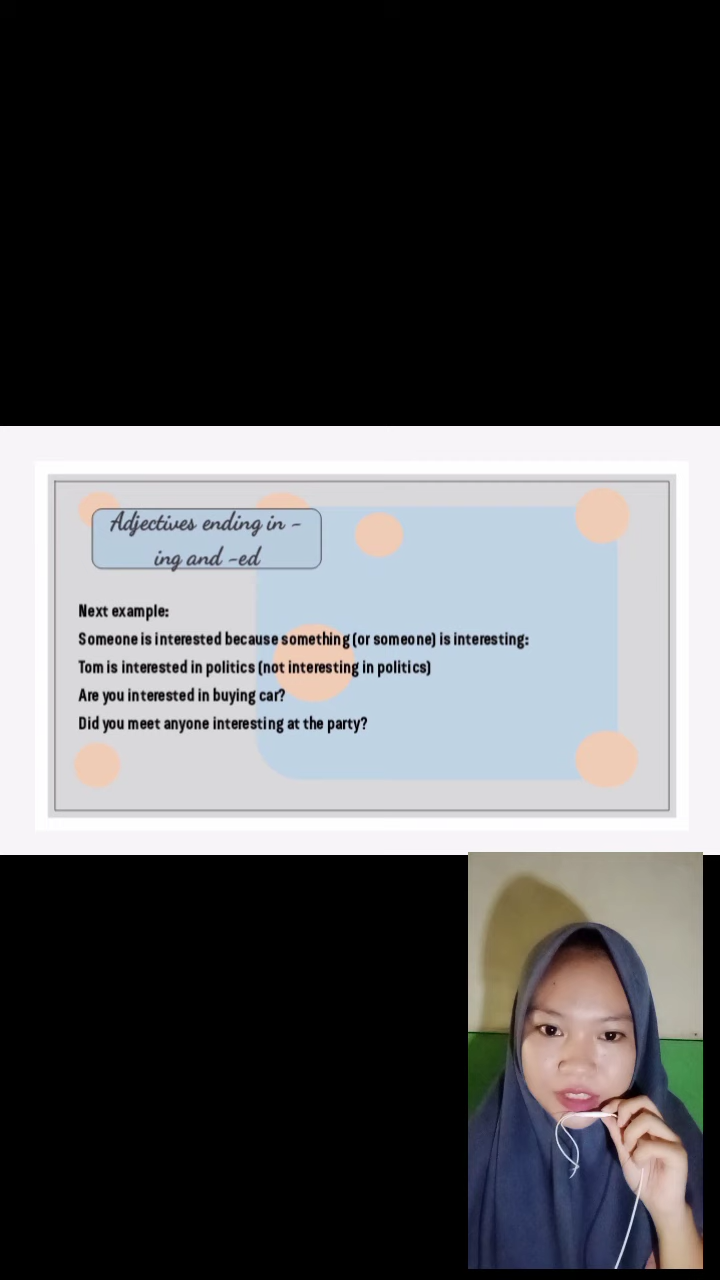 Adjectives ending in -
ing and -ed
Next example:
Someone is interested because something (or someone) is interesting:
Tom is interested in politics (not interesting in politics)
Are you interested in buying car?
Did you meet anyone interesting at the party?